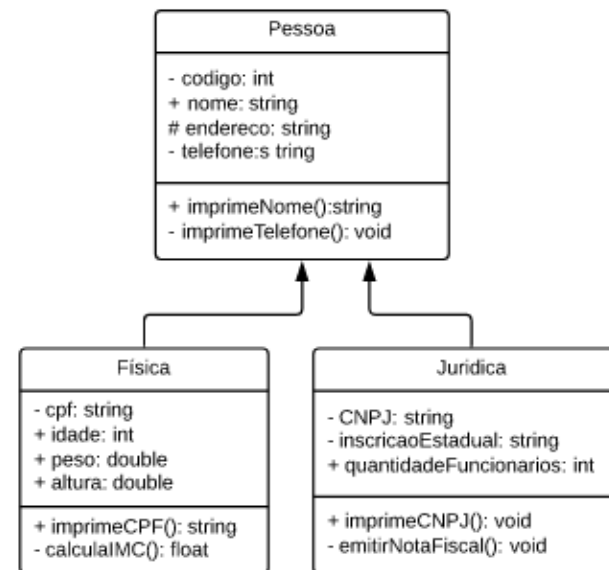 Pessoa
- codigo: int
+ nome: string
# endereco: string
- telefone:s tring
+ imprimeNome():string
- imprimeTelefone(): void
Física
- cpf: string
+ idade: int
+ peso: double
+ altura: double
+ imprimeCPF(): string
- calculaIMC(): float
Juridica
- CNPJ: string
- inscricaoEstadual: string
+ quantidadeFuncionarios: int
+ imprimeCNPJ(): void
- emitirNotaFiscal(): void